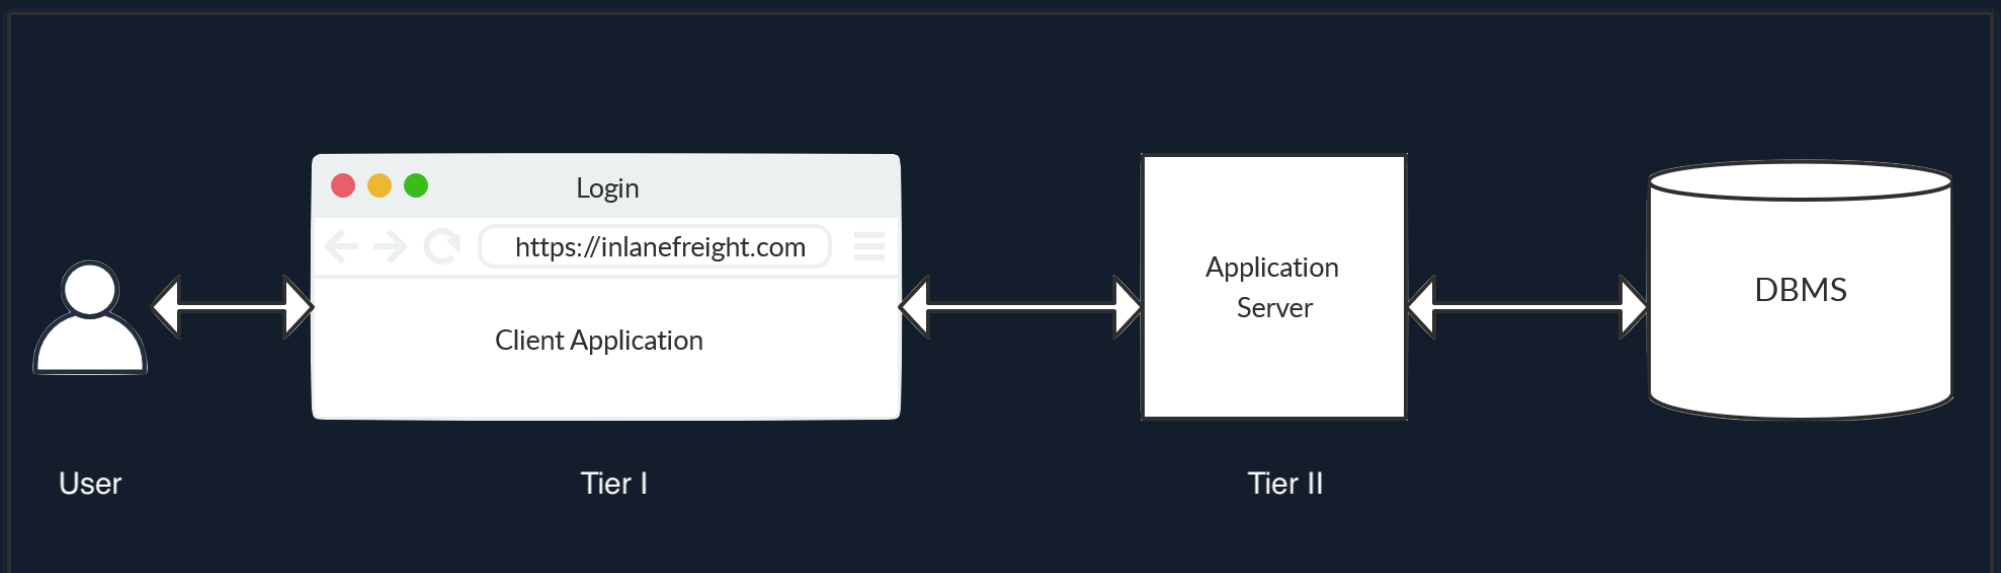 Login
https://inlanefreight.com
Client Application
Application
Server
DBMS
User
Tier I
Tier II